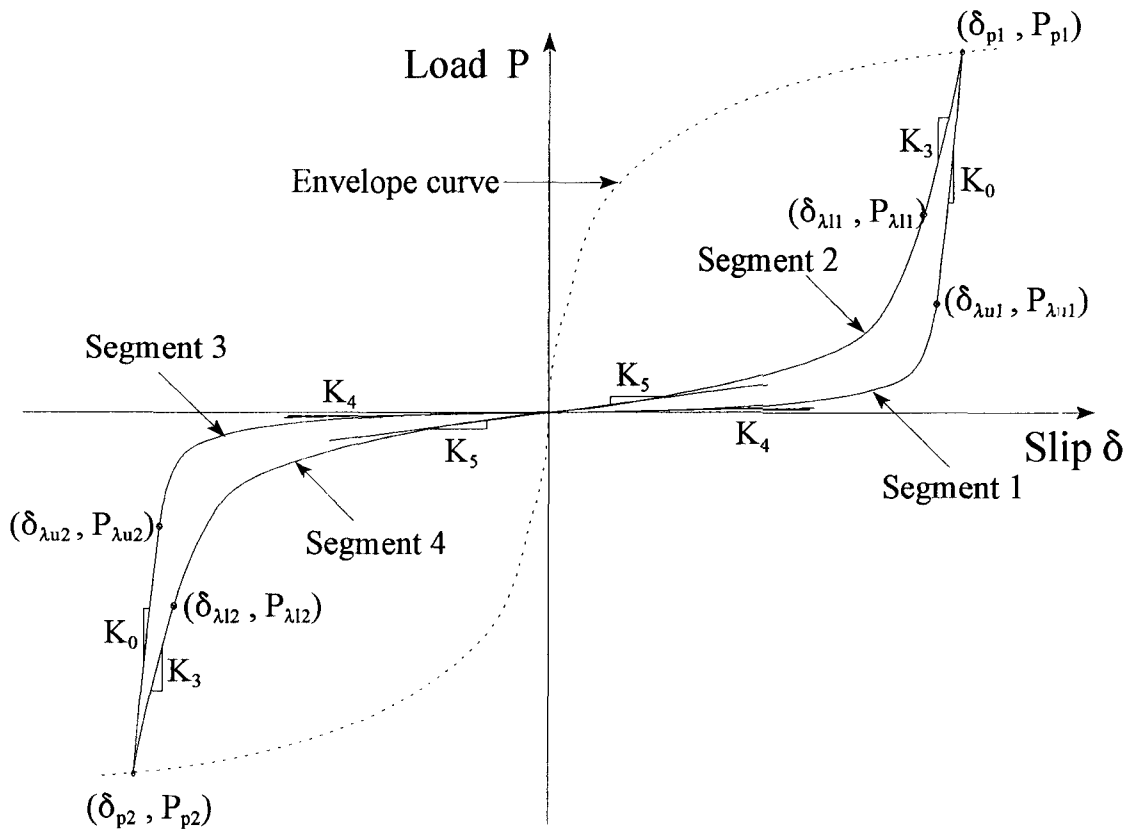 (δp1 , Pp1)
Load P
K3
Envelope curve
K0
(δλl1 , Pλl1)
Segment 2
(δλu1 , Pλu1)
Segment 3
K5
K4
K4
K5
Slip δ
Segment 1
(δλu2 , Pλu2)
Segment 4
(δλl2 , Pλl2)
K0
K3
(δp2 , Pp2)